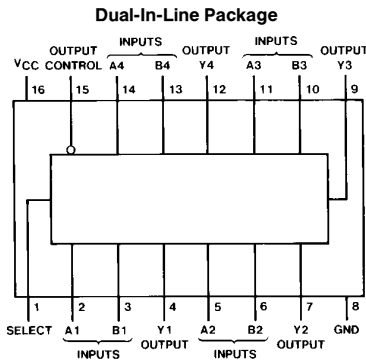 Dual-In-Line Package
OUTPUT INPUTS OUTPUT INPUTS OUTPUT
VCC CONTROL A4 B4 Y4 A3 B3 Y3
16 15 14 13 12 11 10 9
1 2 3 4 5 6 7 8
SELECT A1 B1 Y1 A2 B2 Y2 GND
INPUTS OUTPUT INPUTS OUTPUT